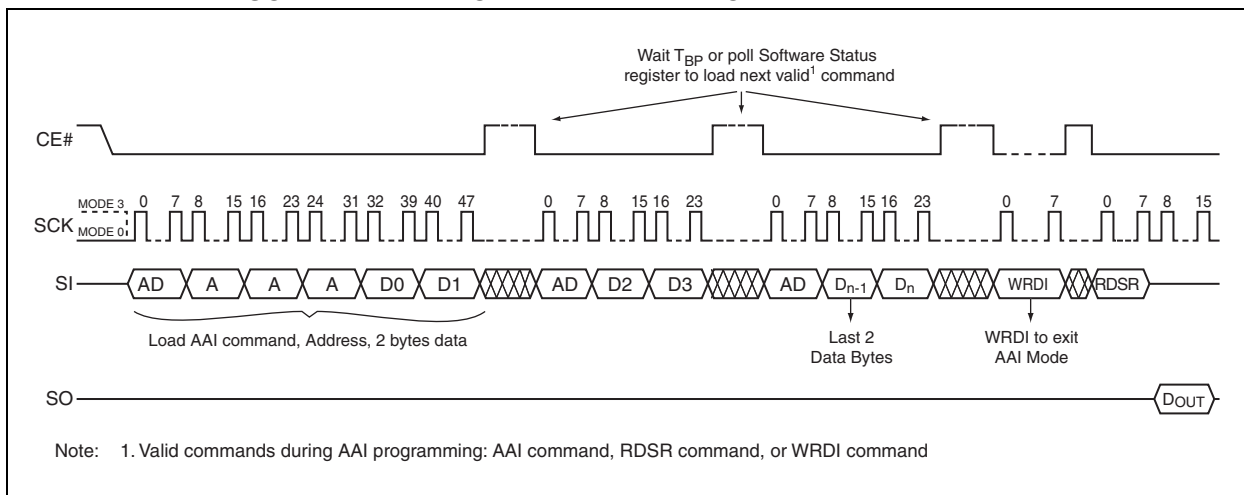 Wait TBP or poll Software Status
register to load next valid1 command
CE#
MODE 3 0 7 8 15 16 23 24 31 32 39 40 47 0 7 8 15 16 23 0 7 8 15 16 23 0 7 0 7 8 15
SCK MODE 0
SI AD A A A D0 D1 AD D2 D3 AD Dn-1 Dn WRDI RDSR
Load AAI command, Address, 2 bytes data
Last 2
Data Bytes
WRDI to exit
AAI Mode
SO DOUT
Note: 1. Valid commands during AAI programming: AAI command, RDSR command, or WRDI command